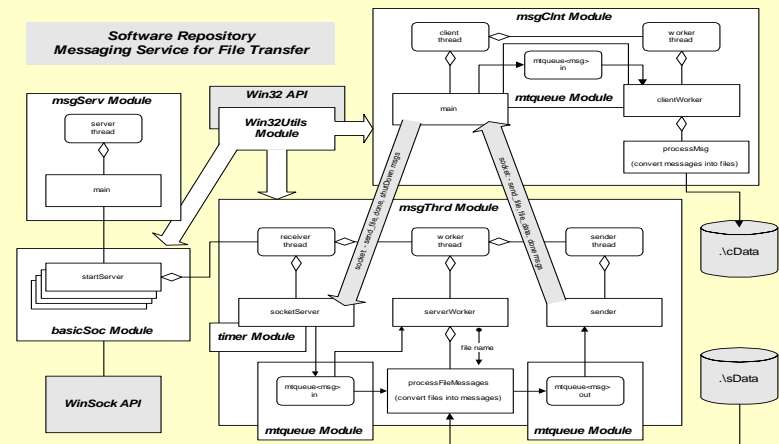 Software Repository
Messaging Service for File Transfer
msgClnt Module
client
thread
worker
thread
mtqueue<msg>
in
main
mtqueue Module
clientWorker
processMsg
(convert messages into files)
msgServ Module
server
thread
main
Win32 API
Win32Utils
Module
socket: - send_file, done, shutDown msgs
socket: - send_file, file_data, done msgs
msgThrd Module
receiver
thread
worker
thread
sender
thread
.\cData
startServer
basicSoc Module
WinSock API
socketServer
timer Module
serverWorker
sender
file name
mtqueue<msg>
in
processFileMessages
(convert files into messages)
mtqueue<msg>
out
mtqueue Module
mtqueue Module
.\sData